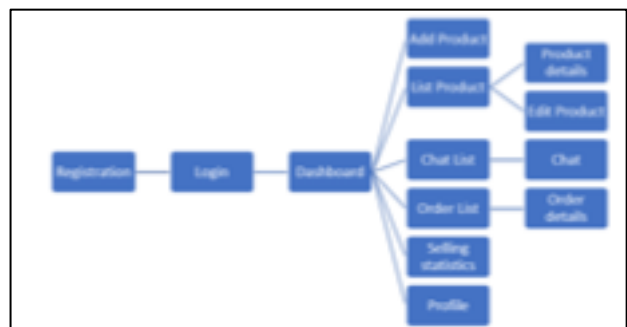 Add Product
List Product
Product
details
Edit Product
Registration
Login
Dashboard
Chat List
Chat
Order List
Order
details
Selling
statistics
Profile